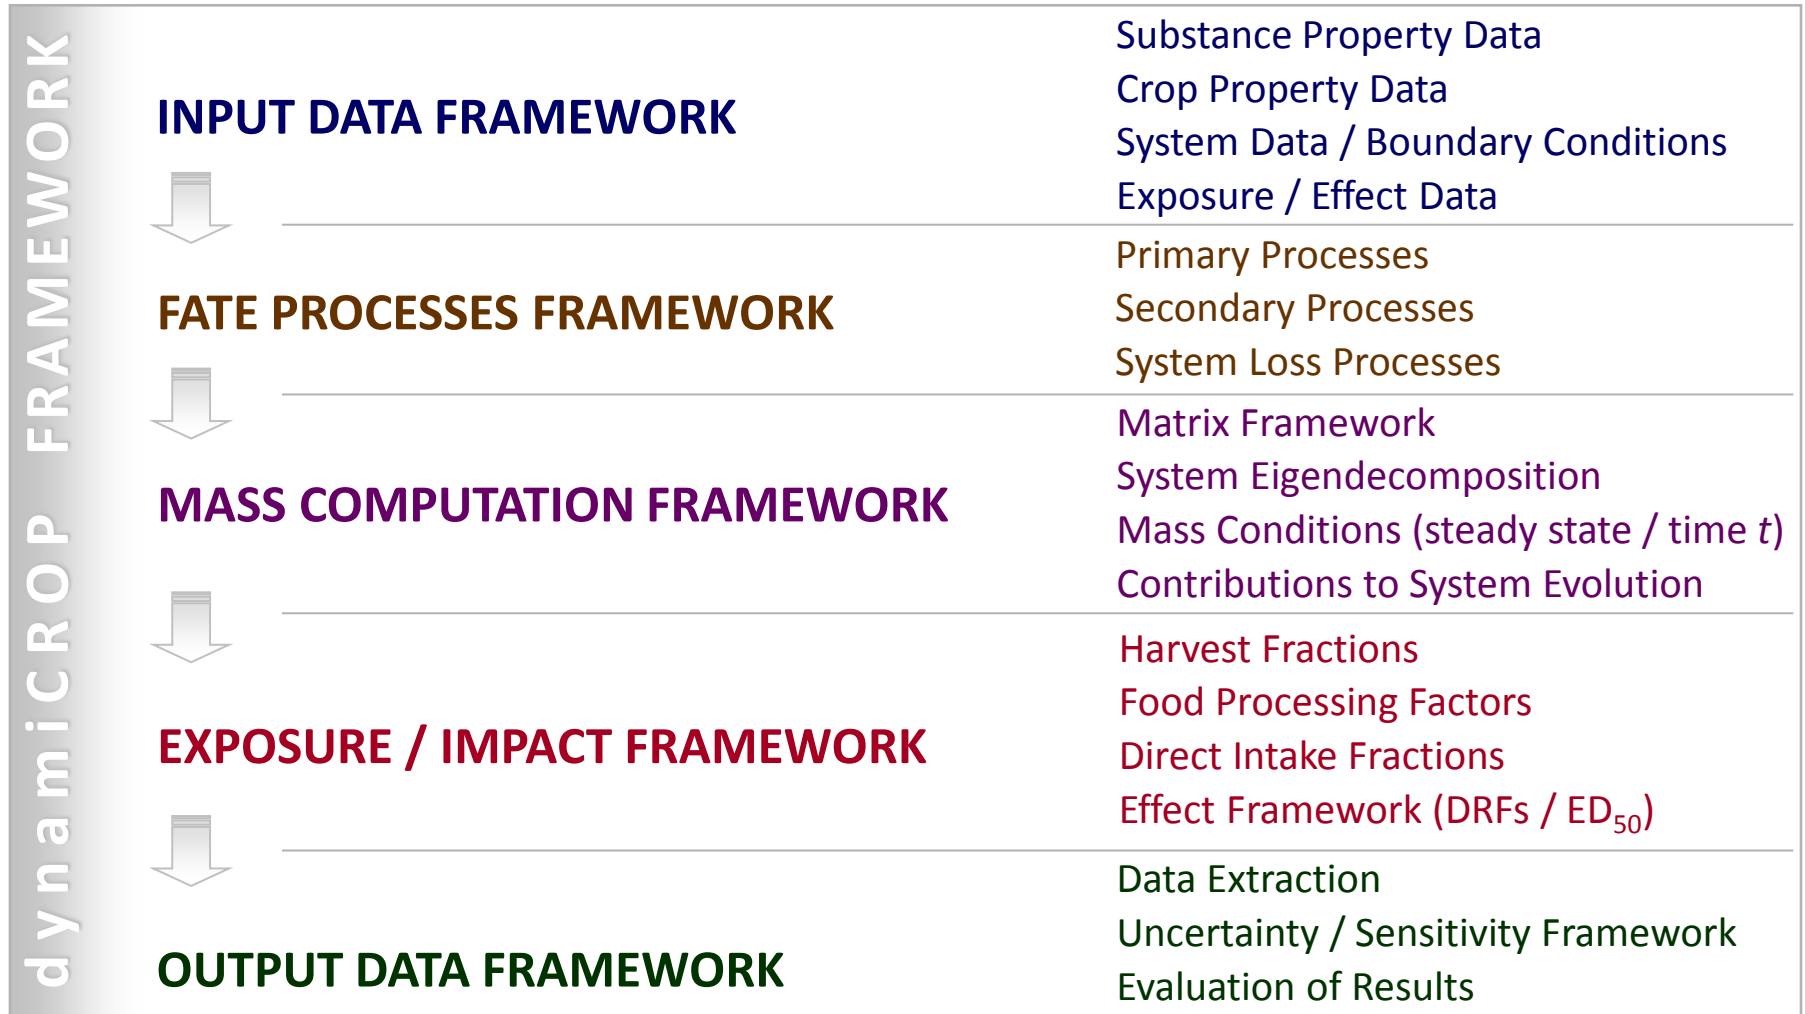 dynamiCROP FRAMEWORK
INPUT DATA FRAMEWORK
Substance Property Data
Crop Property Data
System Data / Boundary Conditions
Exposure / Effect Data
FATE PROCESSES FRAMEWORK
Primary Processes
Secondary Processes
System Loss Processes
MASS COMPUTATION FRAMEWORK
Matrix Framework
System Eigendecomposition
Mass Conditions (steady state / time t)
Contributions to System Evolution
EXPOSURE / IMPACT FRAMEWORK
Harvest Fractions
Food Processing Factors
Direct Intake Fractions
Effect Framework (DRFs / ED50)
OUTPUT DATA FRAMEWORK
Data Extraction
Uncertainty / Sensitivity Framework
Evaluation of Results